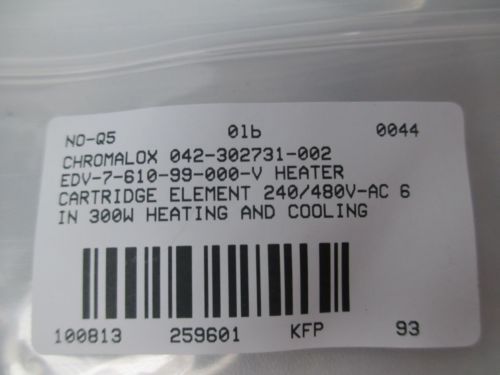 NO-Q5 01b 0044
CHROMALOX 042-302731-002
EDV-7-610-99-000-V HEATER
CARTRIDGE ELEMENT 240/480V-AC 6
IN 300W HEATING AND COOLING
100813 259601 KFP 93